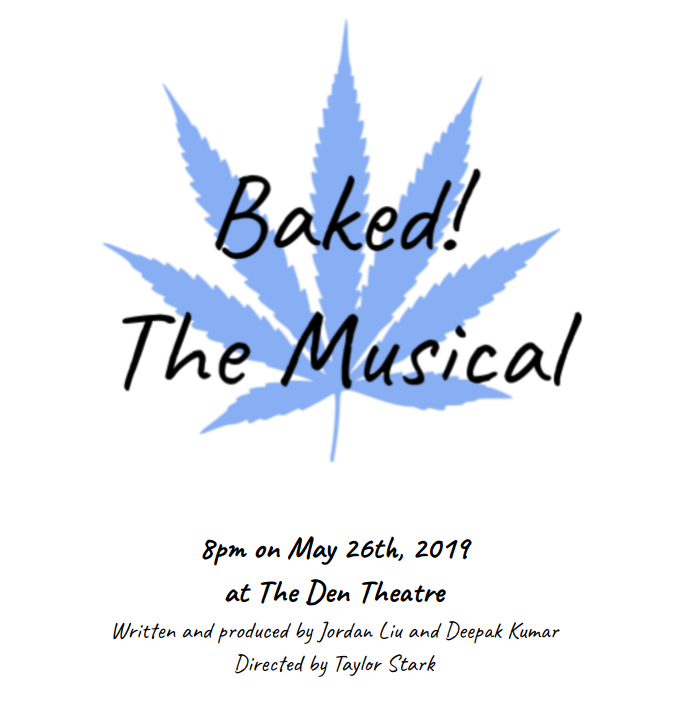 Baked!
The Musical
8pm on May 26th, 2019
at The Den Theatre
Written and produced by Jordan Liu and Deepak Kumar
Directed by Taylor Stark